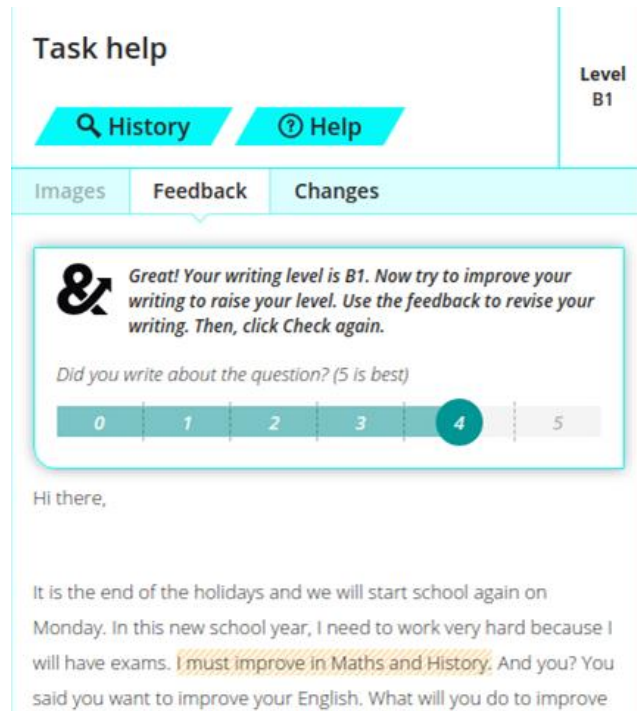 Task help
Level
B1
History
Help
Images
Feedback
Changes
Great! Your writing level is B1. Now try to improve your
writing to raise your level. Use the feedback to revise your
writing. Then, click Check again.
Did you write about the question? (5 is best)
0 1 2 3 4 5
Hi there,
It is the end of the holidays and we will start school again on
Monday. In this new school year, I need to work very hard because I
will have exams. I must improve in Maths and History. And you? You
said you want to improve your English. What will you do to improve